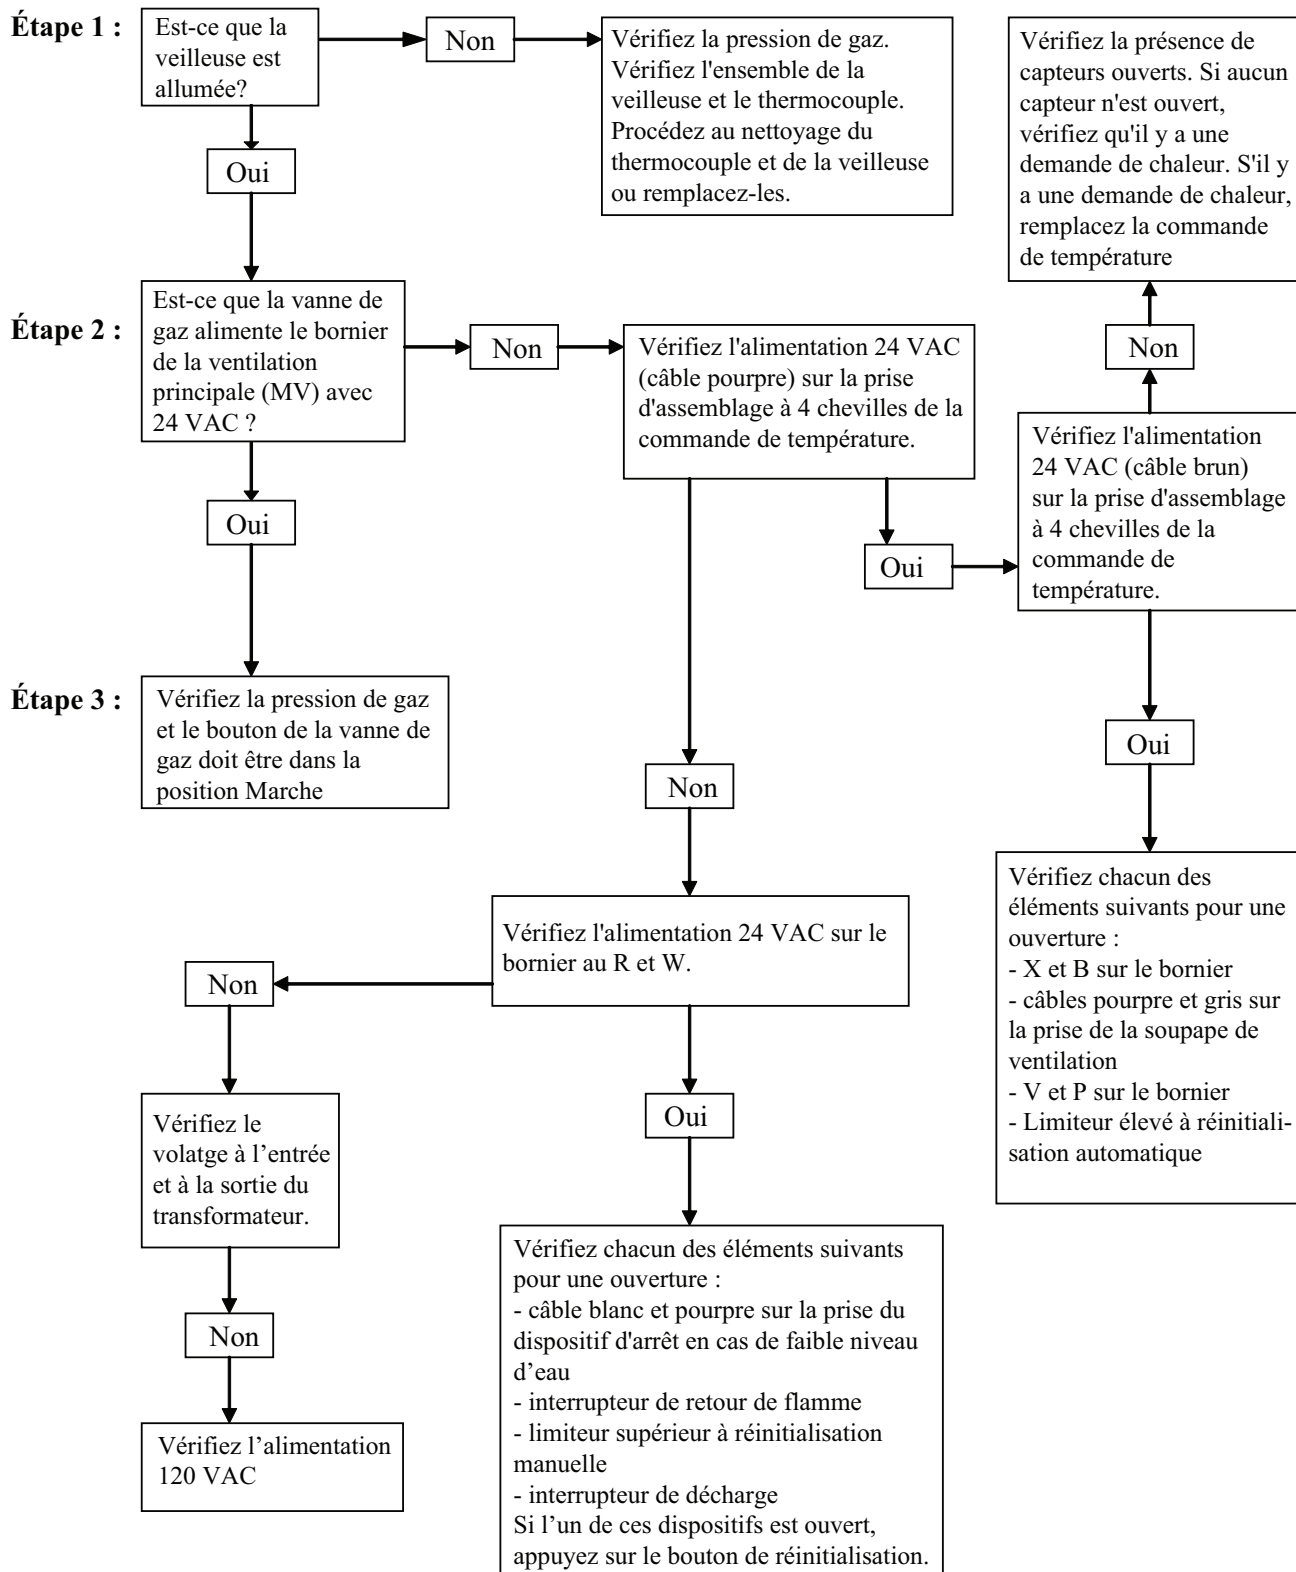 Étape 1 :
Est-ce que la
veilleuse est
allumée?
Non
Vérifiez la pression de gaz.
Vérifiez l'ensemble de la
veilleuse et le thermocouple.
Procédez au nettoyage du
thermocouple et de la veilleuse
ou remplacez-les.
Vérifiez la présence de
capteurs ouverts. Si aucun
capteur n'est ouvert,
vérifiez qu'il y a une
demande de chaleur. S'il y
a une demande de chaleur,
remplacez la commande
de température
Oui
Étape 2 :
Est-ce que la vanne de
gaz alimente le bornier
de la ventilation
principale (MV) avec
24 VAC ?
Non
Vérifiez l'alimentation 24 VAC
(câble pourpre) sur la prise
d'assemblage à 4 chevilles de la
commande de température.
Non
Vérifiez l'alimentation
24 VAC (câble brun)
sur la prise d'assemblage
à 4 chevilles de la
commande de
température.
Oui
Oui
Étape 3 :
Vérifiez la pression de gaz
et le bouton de la vanne de
gaz doit être dans la
position Marche
Non
Oui
Vérifiez l'alimentation 24 VAC sur le
bornier au R et W.
Vérifiez chacun des
éléments suivants pour une
ouverture :
- X et B sur le bornier
- câbles pourpre et gris sur
la prise de la soupape de
ventilation
- V et P sur le bornier
- Limiteur élevé à réinitiali-
sation automatique
Non
Vérifiez le
volatge à l’entrée
et à la sortie du
transformateur.
Oui
Non
Vérifiez l’alimentation
120 VAC
Vérifiez chacun des éléments suivants
pour une ouverture :
- câble blanc et pourpre sur la prise du
dispositif d'arrêt en cas de faible niveau
d’eau
- interrupteur de retour de flamme
- limiteur supérieur à réinitialisation
manuelle
- interrupteur de décharge
Si l’un de ces dispositifs est ouvert,
appuyez sur le bouton de réinitialisation.